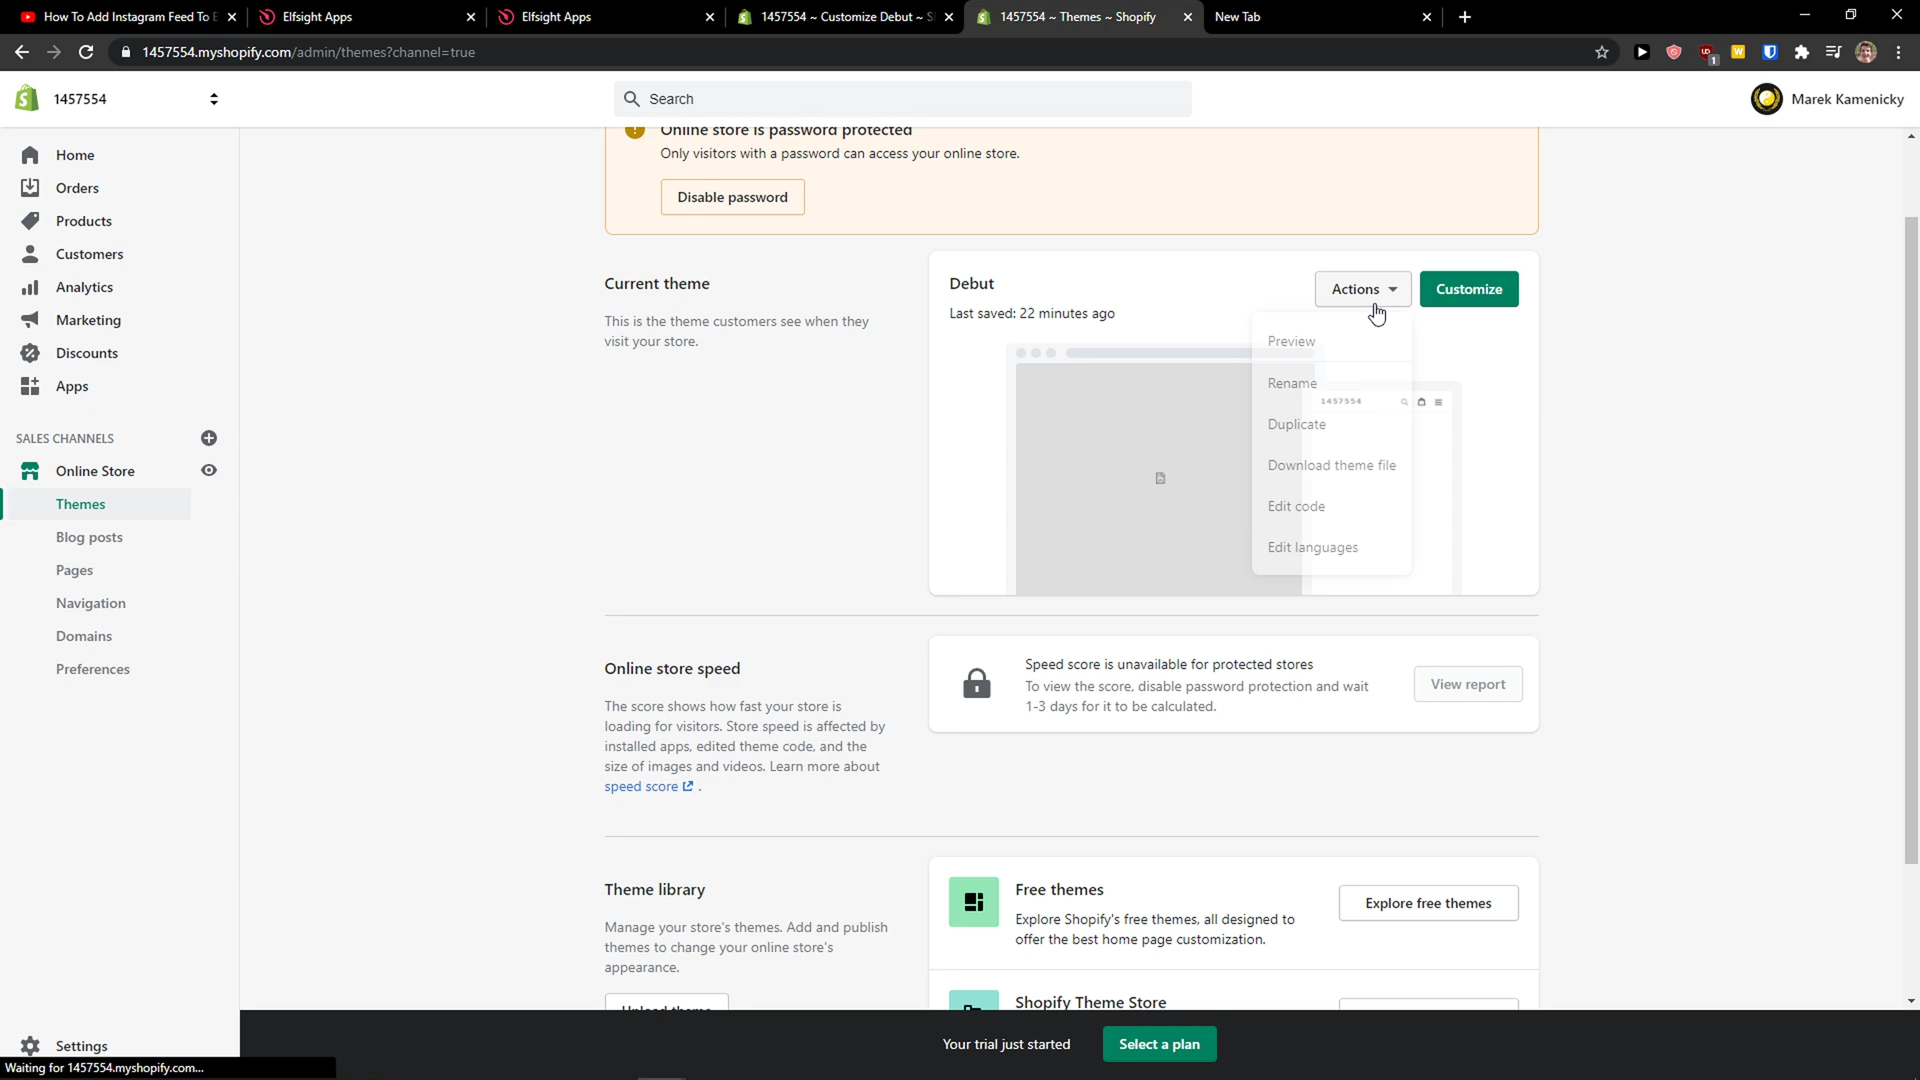 How To Add Instagram Feed To E
Elfsight Apps
Elfsight Apps
1457554 ~ Customize Debut ~ S
1457554 ~ Themes ~ Shopify
New Tab
1457554.myshopify.com/admin/themes?channel=true
1457554
Search
Marek Kamenicky
Home
Orders
Products
Customers
Analytics
Marketing
Discounts
Apps
SALES CHANNELS
Online Store
Themes
Blog posts
Pages
Navigation
Domains
Preferences
Settings
Waiting for 1457554.myshopify.com...
Online store is password protected
Only visitors with a password can access your online store.
Disable password
Current theme
This is the theme customers see when they
visit your store.
Debut
Last saved: 22 minutes ago
Actions
Customize
Preview
Rename
Duplicate
Download theme file
Edit code
Edit languages
1457554
Online store speed
The score shows how fast your store is
loading for visitors. Store speed is affected by
installed apps, edited theme code, and the
size of images and videos. Learn more about
speed score .
Speed score is unavailable for protected stores
To view the score, disable password protection and wait
1-3 days for it to be calculated.
View report
Theme library
Manage your store's themes. Add and publish
themes to change your online store's
appearance.
Upload theme
Free themes
Explore Shopify's free themes, all designed to
offer the best home page customization.
Explore free themes
Shopify Theme Store
Your trial just started
Select a plan